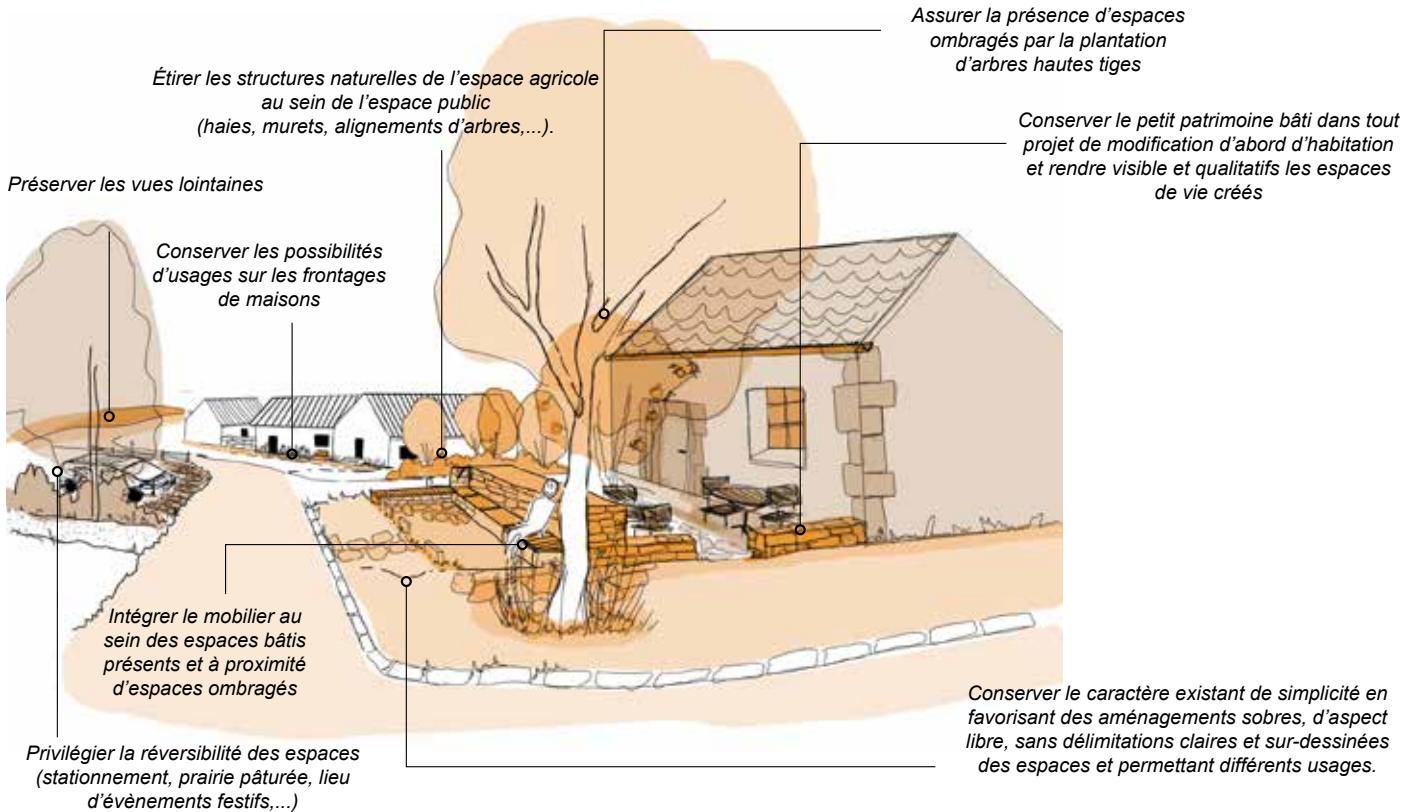 Assurer la présence d’espaces
ombragés par la plantation
d’arbres hautes tiges
Étirer les structures naturelles de l’espace agricole
au sein de l’espace public
(haies, murets, alignements d’arbres,...).
Conserver le petit patrimoine bâti dans tout
projet de modification d’abord d’habitation
et rendre visible et qualitatifs les espaces
de vie créés
Préserver les vues lointaines
Conserver les possibilités
d’usages sur les frontages
de maisons
Intégrer le mobilier au
sein des espaces bâtis
présents et à proximité
d’espaces ombragés
Conserver le caractère existant de simplicité en
favorisant des aménagements sobres, d’aspect
libre, sans délimitations claires et sur-dessinées
des espaces et permettant différents usages.
Privilégier la réversibilité des espaces
(stationnement, prairie pâturée, lieu
d’évènements festifs,...)